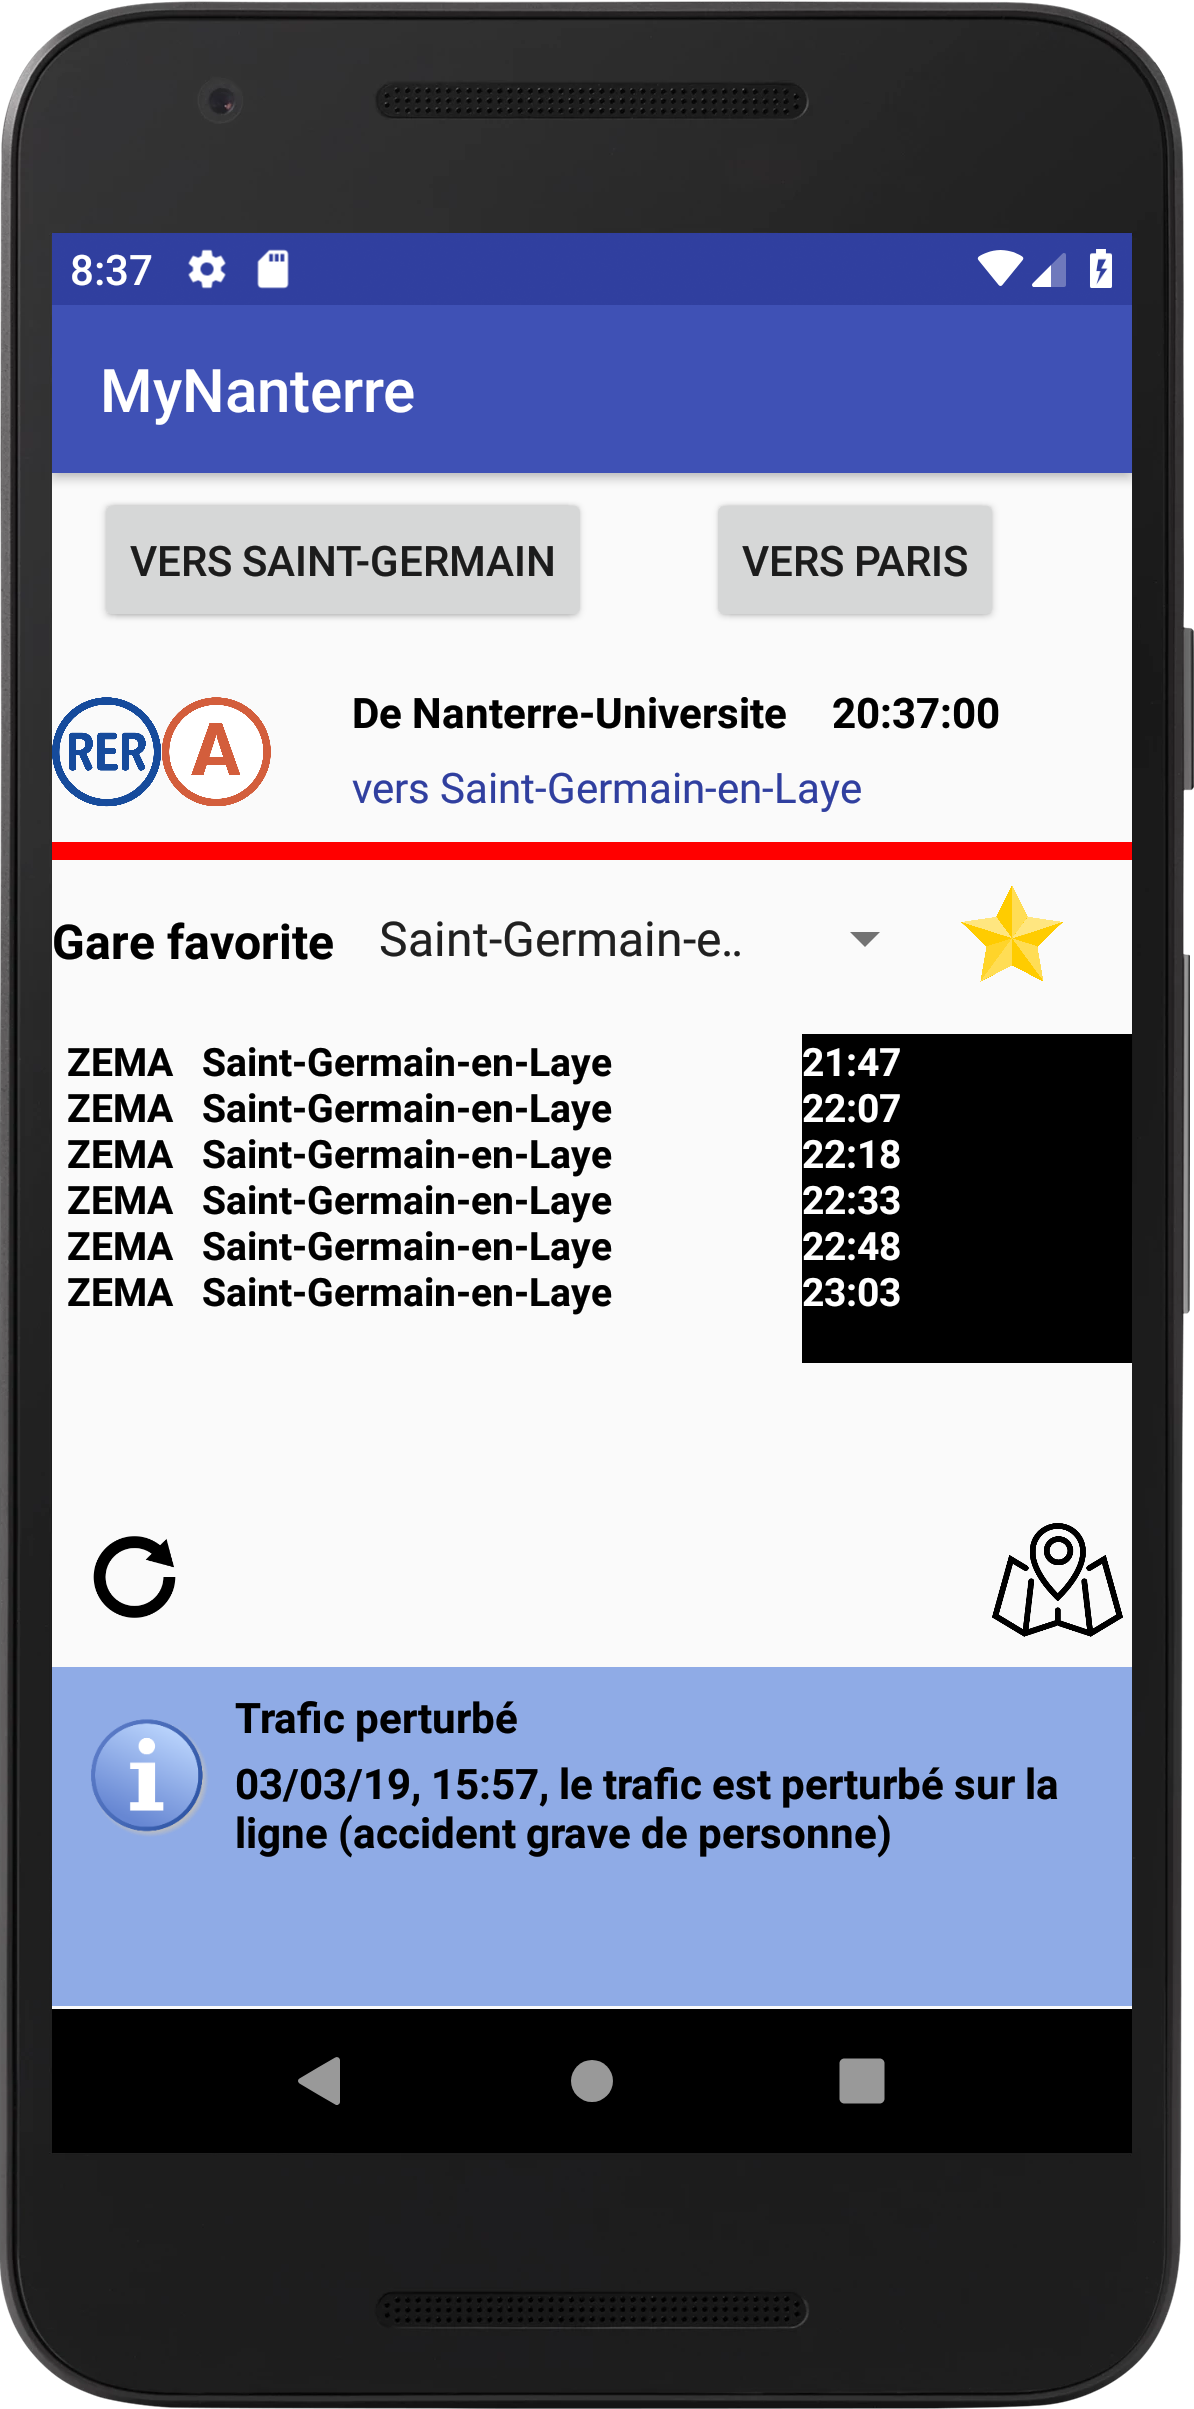 8:37
MyNanterre
VERS SAINT-GERMAIN VERS PARIS
RER A
De Nanterre-Universite 20:37:00
vers Saint-Germain-en-Laye
Gare favorite Saint-Germain-e..
ZEMA Saint-Germain-en-Laye 21:47
ZEMA Saint-Germain-en-Laye 22:07
ZEMA Saint-Germain-en-Laye 22:18
ZEMA Saint-Germain-en-Laye 22:33
ZEMA Saint-Germain-en-Laye 22:48
ZEMA Saint-Germain-en-Laye 23:03
Trafic perturbé
03/03/19, 15:57, le trafic est perturbé sur la
ligne (accident grave de personne)